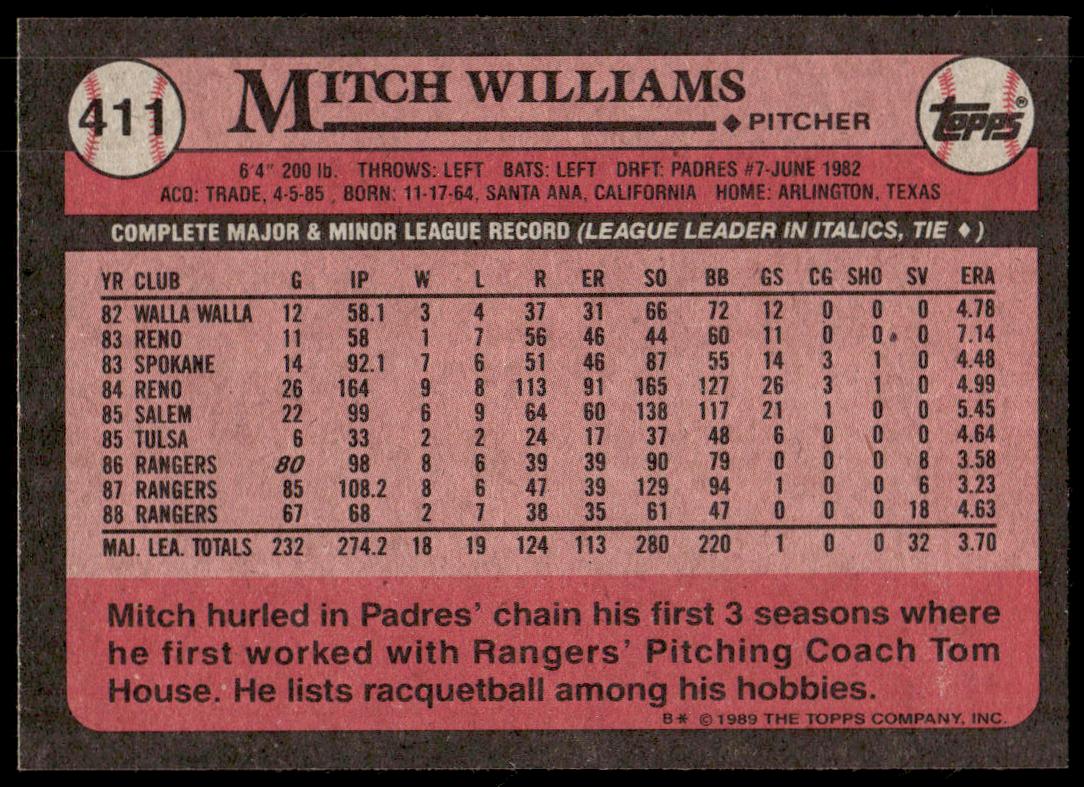 411
MITCH WILLIAMS
◆ PITCHER
TOPPS®
6'4" 200 lb. THROWS: LEFT BATS: LEFT DRFT: PADRES #7-JUNE 1982
ACQ: TRADE, 4-5-85 BORN: 11-17-64, SANTA ANA, CALIFORNIA HOME: ARLINGTON, TEXAS
COMPLETE MAJOR & MINOR LEAGUE RECORD (LEAGUE LEADER IN ITALICS, TIE ♦)
YR CLUB G IP W L R ER SO BB GS CG SHO SV ERA
82 WALLA WALLA 12 58.1 3 4 37 31 66 72 12 0 0 0 4.78
83 RENO 11 58 1 7 56 46 44 60 11 0 0 0 7.14
83 SPOKANE 14 92.1 7 6 51 46 87 55 14 3 1 0 4.48
84 RENO 26 164 9 8 113 91 165 127 26 3 1 0 4.99
85 SALEM 22 99 6 9 64 60 138 117 21 1 0 0 5.45
85 TULSA 6 33 2 2 24 17 37 48 6 0 0 0 4.64
86 RANGERS 80 98 8 6 39 39 90 79 0 0 0 8 3.58
87 RANGERS 85 108.2 8 6 47 39 129 94 1 0 0 6 3.23
88 RANGERS 67 68 2 7 38 35 61 47 0 0 0 18 4.63
MAJ. LEA. TOTALS 232 274.2 18 19 124 113 280 220 1 0 0 32 3.70
Mitch hurled in Padres' chain his first 3 seasons where
he first worked with Rangers' Pitching Coach Tom
House. He lists racquetball among his hobbies.
B* © 1989 THE TOPPS COMPANY, INC.